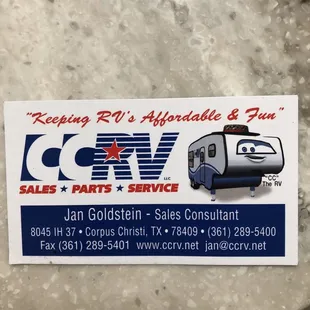 "Keeping RV's Affordable & Fun"
CCRV LLC
SALES ★ PARTS ★ SERVICE
"CC"
The RV
Jan Goldstein - Sales Consultant
8045 IH 37 • Corpus Christi, TX • 78409 • (361) 289-5400
Fax (361) 289-5401 www.ccrv.net jan@ccrv.net